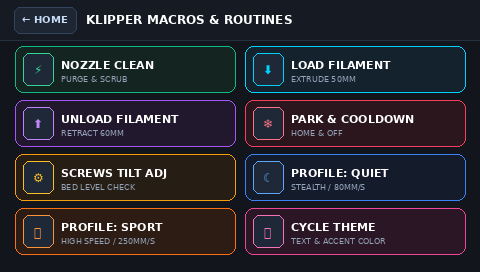 ← HOME
KLIPPER MACROS & ROUTINES
NOZZLE CLEAN
PURGE & SCRUB
LOAD FILAMENT
EXTRUDE 50MM
UNLOAD FILAMENT
RETRACT 60MM
PARK & COOLDOWN
HOME & OFF
SCREWS TILT ADJ
BED LEVEL CHECK
PROFILE: QUIET
STEALTH / 80MM/S
PROFILE: SPORT
HIGH SPEED / 250MM/S
CYCLE THEME
TEXT & ACCENT COLOR